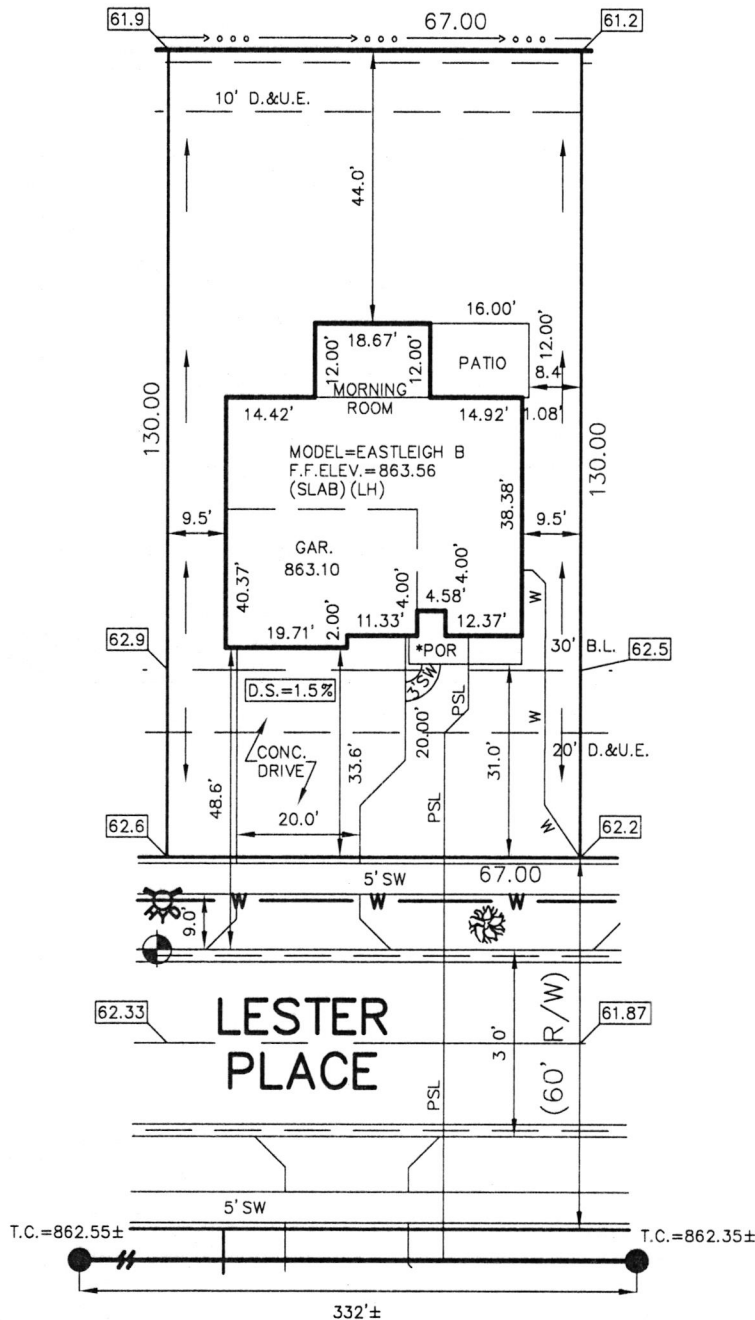 61.9
67.00
61.2
10' D.&U.E.
44.0'
16.00'
18.67'
12.00'
12.00'
PATIO
12.00'
8.4
MORNING
ROOM
14.42'
14.92'
1.08'
130.00
130.00
MODEL=EASTLEIGH B
F.F.ELEV.=863.56
(SLAB) (LH)
38.38'
9.5'
9.5'
GAR.
863.10
40.37'
4.00'
4.00'
4.58'
W
19.71'
2.00'
11.33'
12.37'
62.9
*POR
30' B.L.
62.5
D.S.=1.5%
3'SW
PSL
W
20.00'
31.0'
20' D.&U.E.
CONC.
DRIVE
33.6'
48.6'
20.0'
PSL
W
62.6
62.2
5' SW
67.00
W
W
W
9.0'
62.33
LESTER
PLACE
61.87
(60' R/W)
PSL
5' SW
T.C.=862.55±
T.C.=862.35±
332'±